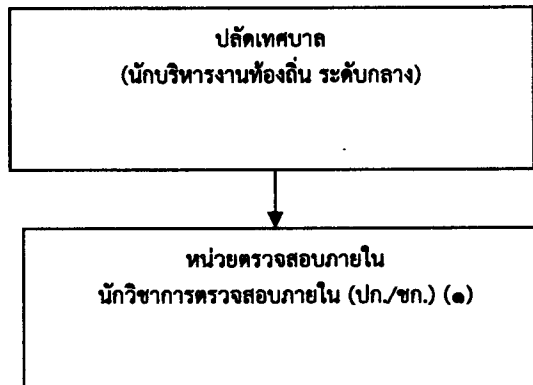 ปลัดเทศบาล
(นักบริหารงานท้องถิ่น ระดับกลาง)
หน่วยตรวจสอบภายใน
นักวิชาการตรวจสอบภายใน (ปก./ชก.) (๑)